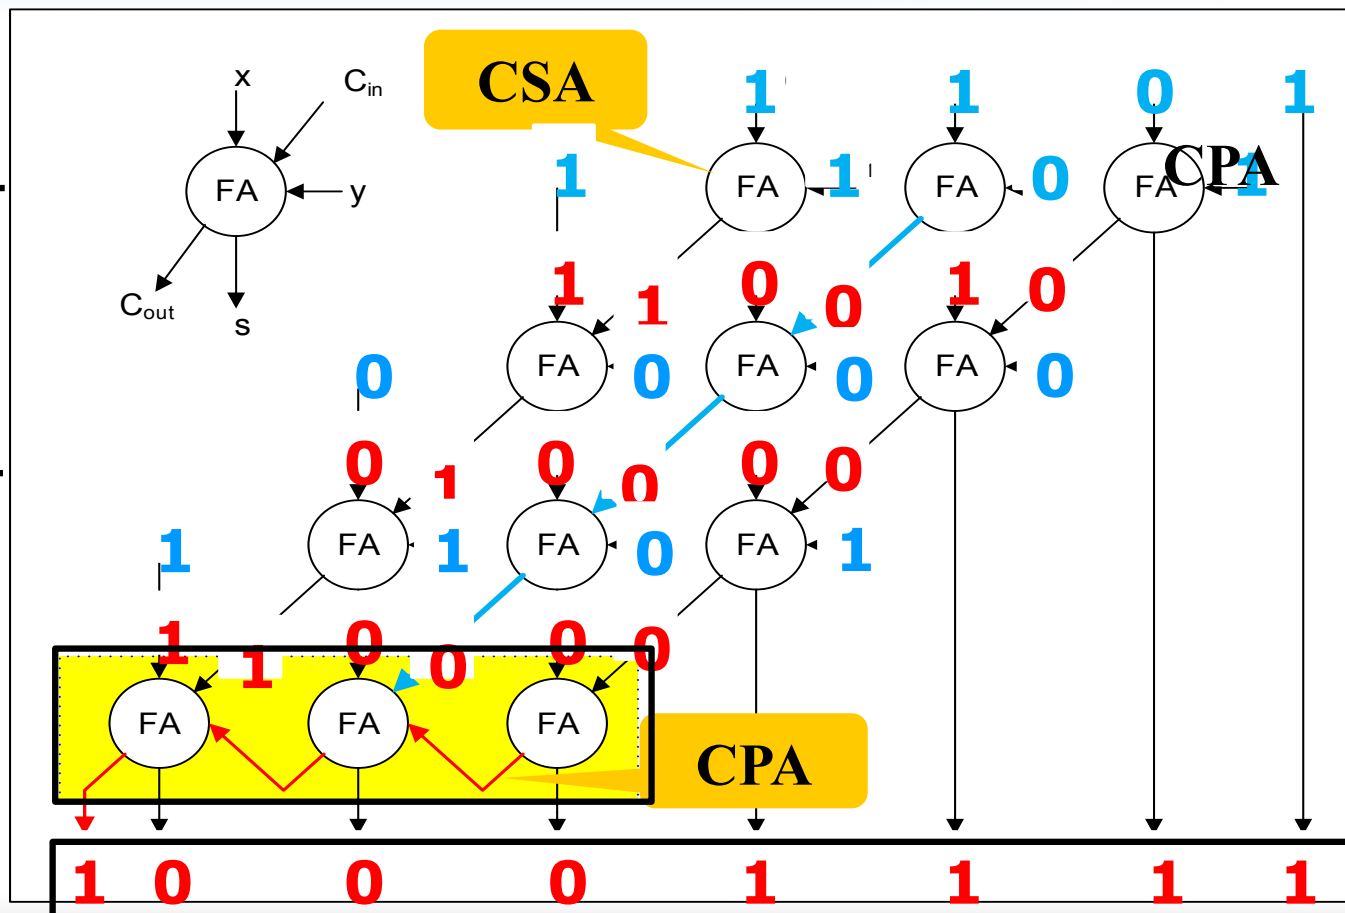 x C_in CSA 1 1 0 1
FA y 1 FA 1 FA 0 FA CPA 1
C_out s 1 1 0 0 1 0
0 FA 0 FA 0 FA 0
0 1 0 0 0 0
1 FA 1 FA 0 FA 1
1 1 0 0 0 0
FA FA FA CPA
1 0 0 0 1 1 1 1